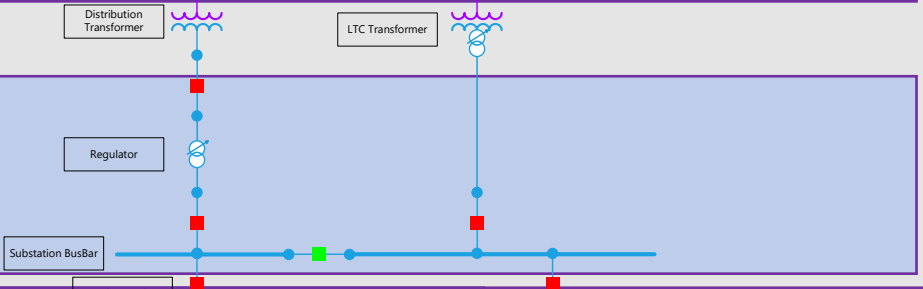 Distribution
Transformer
LTC Transformer
Regulator
Substation BusBar